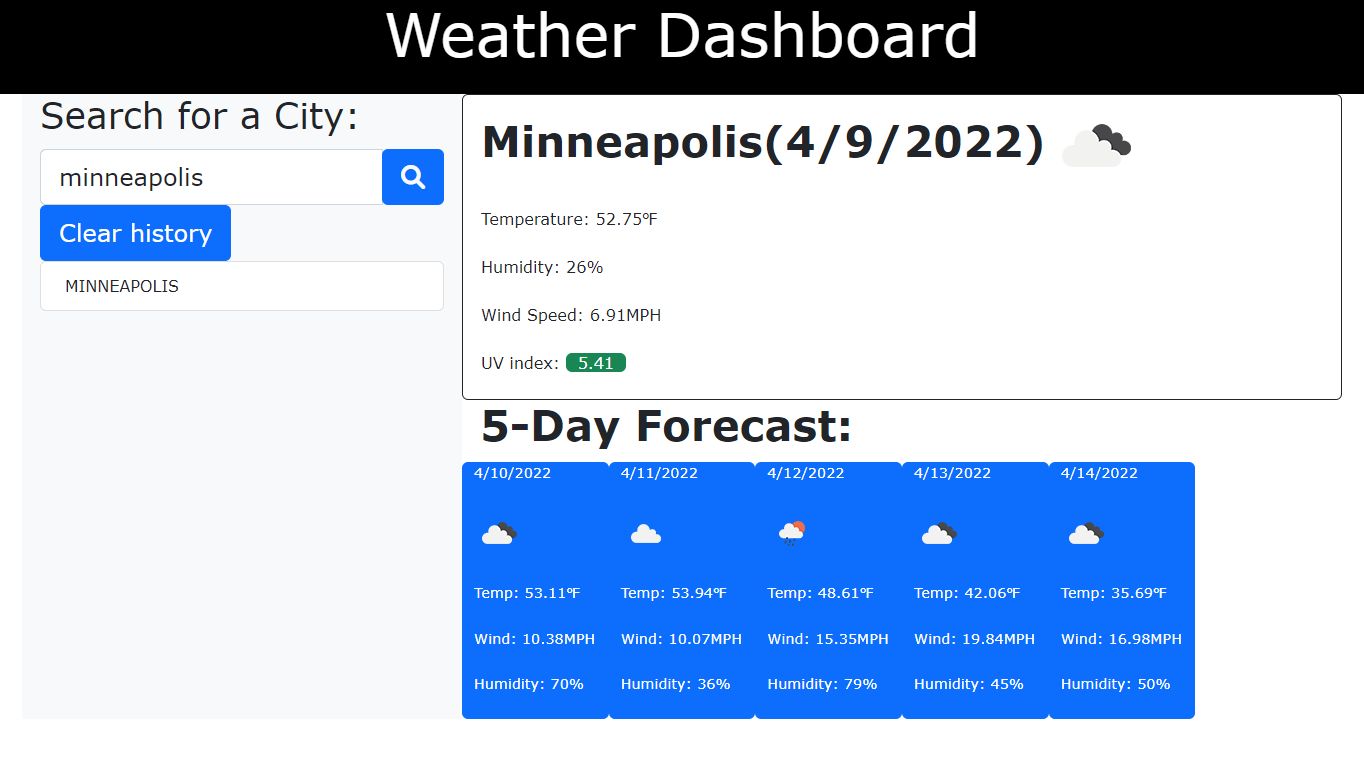 Weather Dashboard
Search for a City:
minneapolis
Clear history
MINNEAPOLIS
Minneapolis(4/9/2022)
Temperature: 52.75℉
Humidity: 26%
Wind Speed: 6.91MPH
UV index: 5.41
5-Day Forecast:
4/10/2022
Temp: 53.11℉
Wind: 10.38MPH
Humidity: 70%
4/11/2022
Temp: 53.94℉
Wind: 10.07MPH
Humidity: 36%
4/12/2022
Temp: 48.61℉
Wind: 15.35MPH
Humidity: 79%
4/13/2022
Temp: 42.06℉
Wind: 19.84MPH
Humidity: 45%
4/14/2022
Temp: 35.69℉
Wind: 16.98MPH
Humidity: 50%